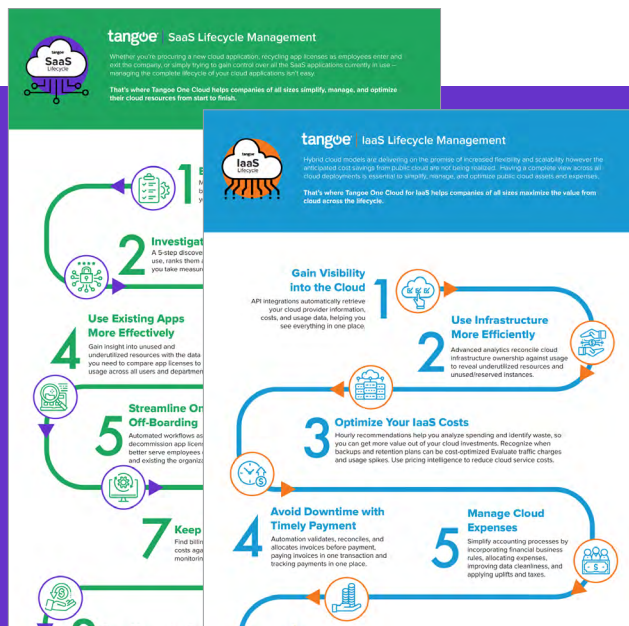 tangoe
SaaS
Lifecycle
tangoe | SaaS Lifecycle Management
Whether you're procuring a new cloud application, recycling app licenses as employees enter and
exit the company, or simply trying to gain control over all the SaaS applications currently in use –
managing the complete lifecycle of your cloud applications isn't easy.
That's where Tangoe One Cloud helps companies of all sizes simplify, manage, and optimize
their cloud resources from start to finish.
1
2
Investigat
A 5-step discove
use, ranks them
you take measur
Use Existing Apps
More Effectively
4
Gain insight into unused and
underutilized resources with the data
you need to compare app licenses to
usage across all users and departmen
5
Streamline On
Off-Boarding
Automated workflows as
decommission app licen
better serve employees
and existing the organiza
7
Keep
Find billin
costs aga
monitorin
tangoe
IaaS
Lifecycle
tangoe | IaaS Lifecycle Management
Hybrid cloud models are delivering on the promise of increased flexibility and scalability however the
anticipated cost savings from public cloud are not being realized. Having a complete view across all
cloud deployments is essential to simplify, manage, and optimize public cloud assets and expenses.
That's where Tangoe One Cloud for IaaS helps companies of all sizes maximize the value from
cloud across the lifecycle.
Gain Visibility
into the Cloud
1
API integrations automatically retrieve
your cloud provider information,
costs, and usage data, helping you
see everything in one place.
2
Use Infrastructure
More Efficiently
Advanced analytics reconcile cloud
infrastructure ownership against usage
to reveal underutilized resources and
unused/reserved instances.
3
Optimize Your IaaS Costs
Hourly recommendations help you analyze spending and identify waste, so
you can get more value out of your cloud investments. Recognize when
backups and retention plans can be cost-optimized Evaluate traffic charges
and usage spikes. Use pricing intelligence to reduce cloud service costs.
4
Avoid Downtime with
Timely Payment
Automation validates, reconciles, and
allocates invoices before payment,
paying invoices in one transaction and
tracking payments in one place.
5
Manage Cloud
Expenses
Simplify accounting processes by
incorporating financial business
rules, allocating expenses,
improving data cleanliness, and
applying uplifts and taxes.